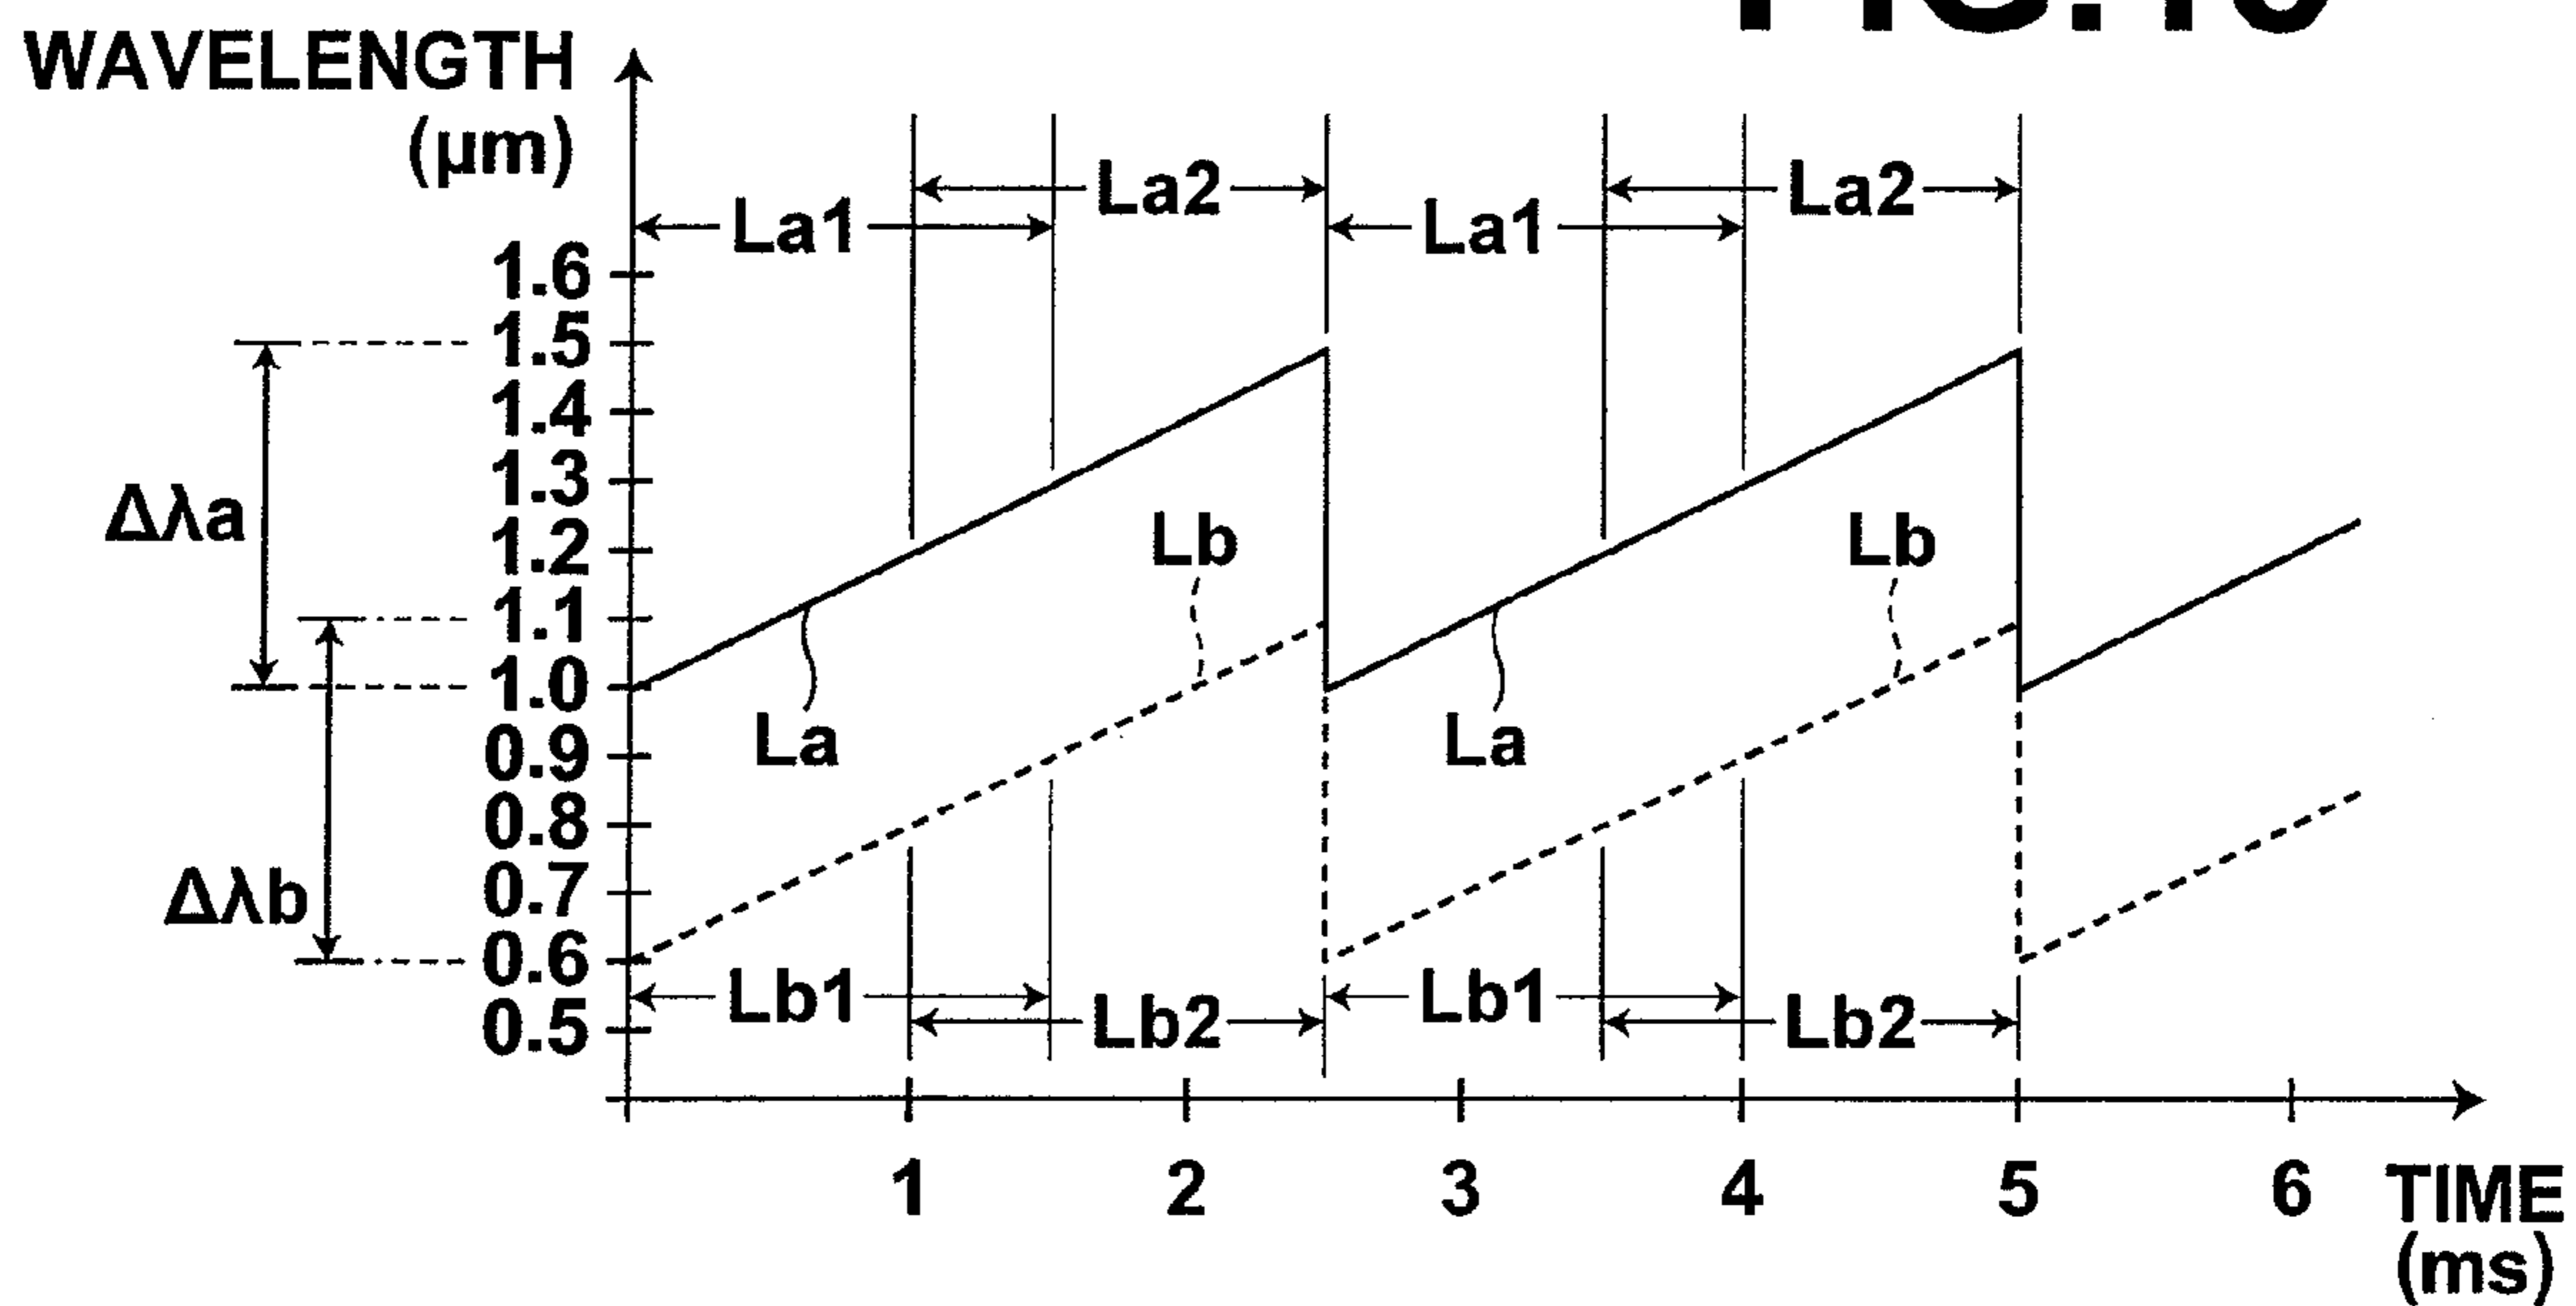 WAVELENGTH
(μm)
La2
La2
La1
La1
1.6
1.5
1.4
1.3
Δλa
1.2
Lb
Lb
1.1
1.0
La
La
0.9
0.8
Δλb
0.7
0.6
Lb1
Lb2
Lb1
Lb2
0.5
1 2 3 4 5 6 TIME
(ms)